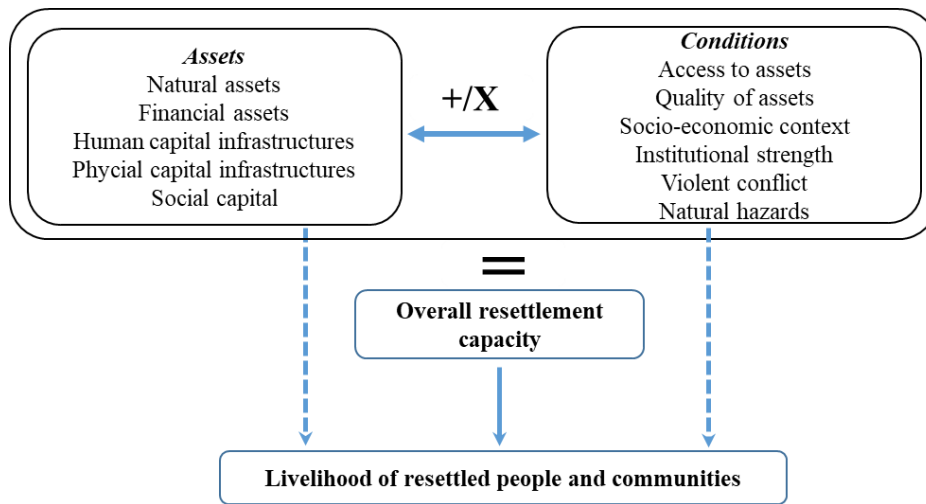 Assets
Natural assets
Financial assets
Human capital infrastructures
Phycial capital infrastructures
Social capital
+/X
Conditions
Access to assets
Quality of assets
Socio-economic context
Institutional strength
Violent conflict
Natural hazards
=
Overall resettlement
capacity
Livelihood of resettled people and communities